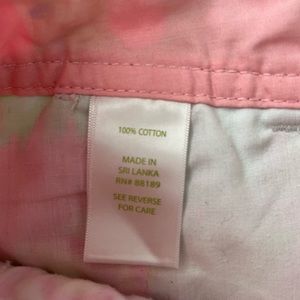 100% COTTON
MADE IN
SRI LANKA
RN# 88189
SEE REVERSE
FOR CARE